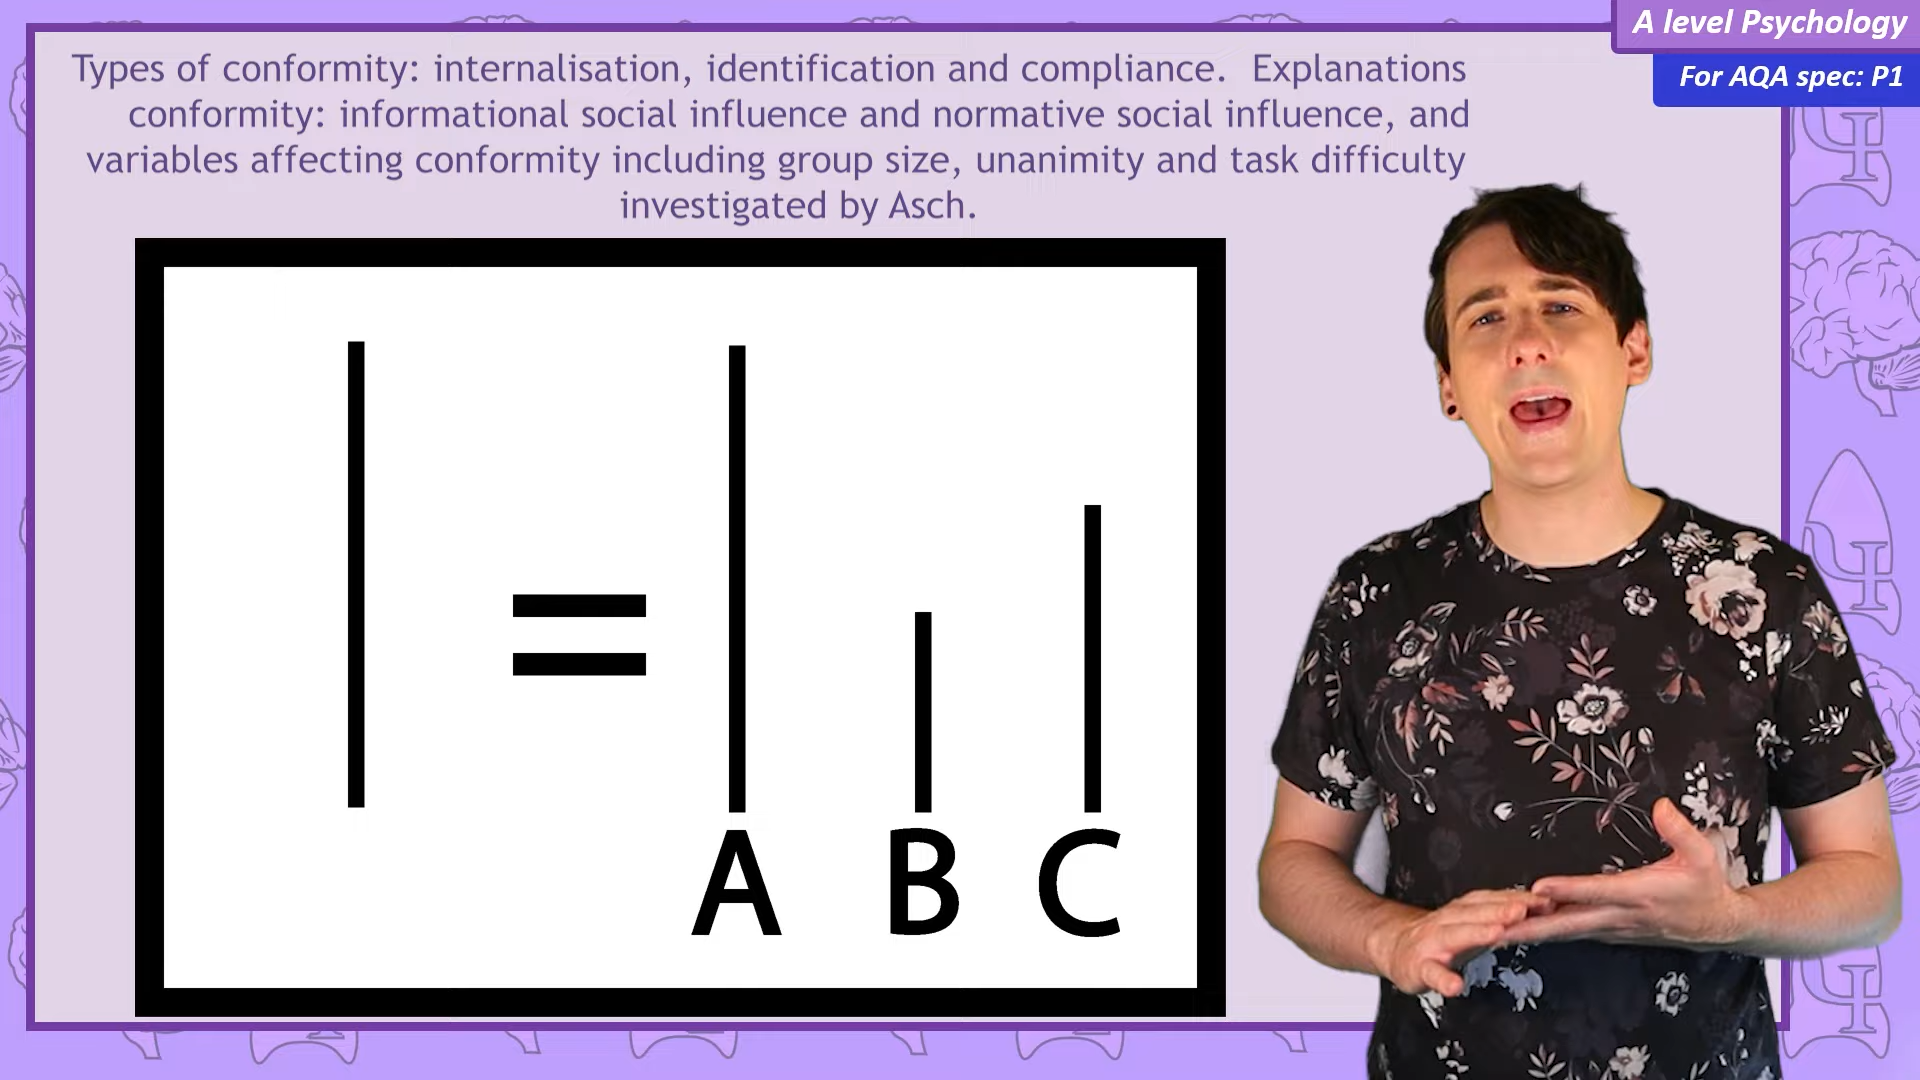 A level Psychology
For AQA spec: P1
Types of conformity: internalisation, identification and compliance. Explanations
conformity: informational social influence and normative social influence, and
variables affecting conformity including group size, unanimity and task difficulty
investigated by Asch.
=
A B C